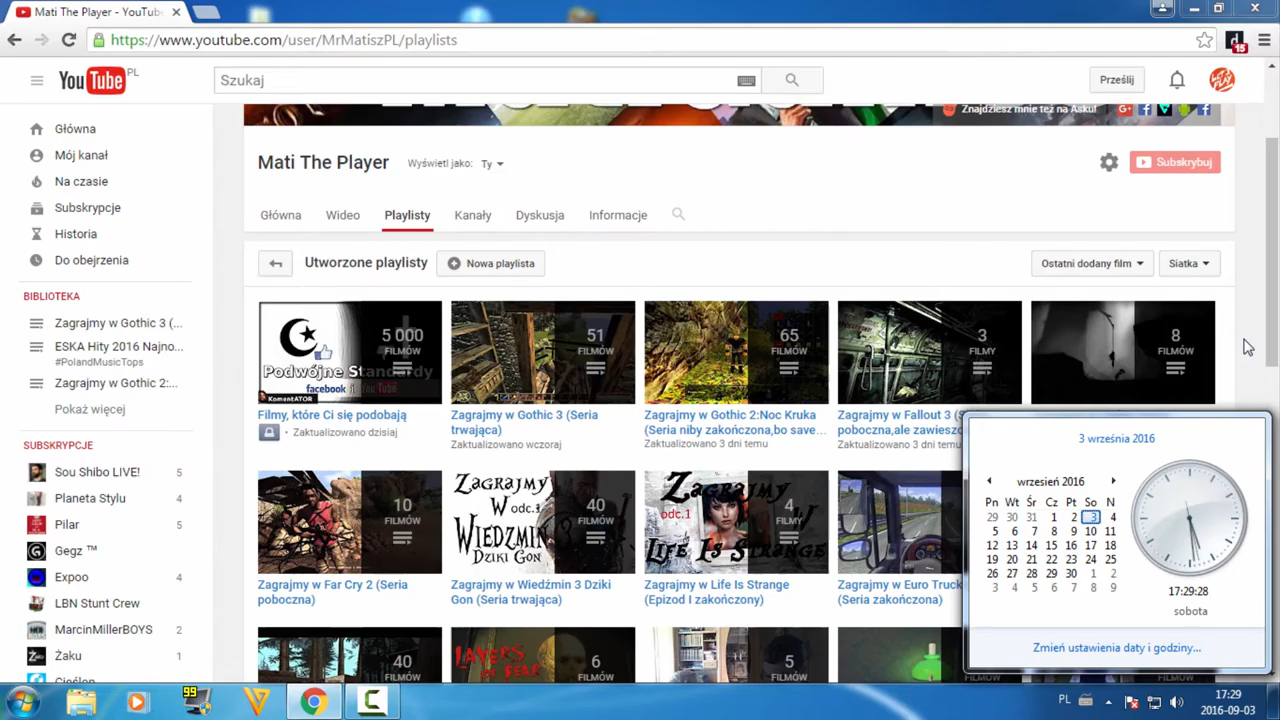 Mati The Player - YouTube
https://www.youtube.com/user/MrMatiszPL/playlists
15
YouTube PL
Szukaj
Prześlij
LET'S PLAY
Znajdziesz mnie też na Asku!
Mati The Player
Wyświetl jako: Ty
Subskrybuj
Główna
Wideo
Playlisty
Kanały
Dyskusja
Informacje
Utworzone playlisty
Nowa playlista
Ostatni dodany film
Siatka
Główna
Mój kanał
Na czasie
Subskrypcje
Historia
Do obejrzenia
BIBLIOTEKA
Zagrajmy w Gothic 3 (...
ESKA Hity 2016 Najno...
#PolandMusicTops
Zagrajmy w Gothic 2:...
Pokaż więcej
SUBSKRYPCJE
Sou Shibo LIVE! 5
Planeta Stylu 4
Pilar 5
Gegz ™
Expoo 4
LBN Stunt Crew
MarcinMillerBOYS 2
Żaku 1
5 000
FILMÓW
Podwójne St
facebook i YouTube
KomentATOR
Filmy, które Ci się podobają
• Zaktualizowano dzisiaj
51
FILMÓW
Zagrajmy w Gothic 3 (Seria
trwająca)
Zaktualizowano wczoraj
65
FILMÓW
Zagrajmy w Gothic 2:Noc Kruka
(Seria niby zakończona,bo save...
Zaktualizowano 3 dni temu
3
FILMY
Zagrajmy w Fallout 3 (S
poboczna,ale zawiesz
Zaktualizowano 3 dni temu
8
FILMÓW
10
FILMÓW
Zagrajmy w Far Cry 2 (Seria
poboczna)
ZAGRAJMY
W odc.1
WIEDŹMIN
DZIKI GON
40
FILMÓW
Zagrajmy w Wiedźmin 3 Dziki
Gon (Seria trwająca)
ZAGRAJMY
odc.1 W
LIFE IS STRANGE
4
FILMY
Zagrajmy w Life Is Strange
(Epizod I zakończony)
Zagrajmy w Euro Truck
(Seria zakończona)
40
FILMÓW
LAYERS
OF FEAR
6
FILMÓW
5
FILMÓW
3 września 2016
wrzesień 2016
Pn Wt Śr Cz Pt So N
29 30 31 1 2 3 4
5 6 7 8 9 10 11
12 13 14 15 16 17 18
19 20 21 22 23 24 25
26 27 28 29 30 1 2
3 4 5 6 7 8 9
17:29:28
sobota
Zmień ustawienia daty i godziny...
99
PL
17:29
2016-09-03